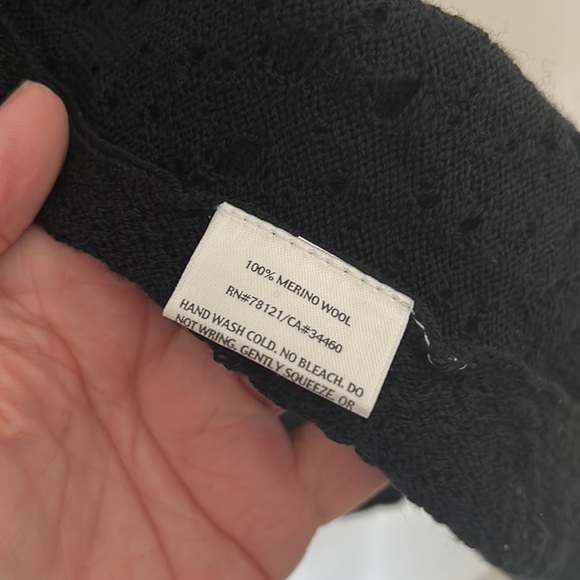 100% MERINO WOOL
RN#78121/CA#34460
HAND WASH COLD. NO BLEACH. DO
NOT WRING. GENTLY SQUEEZE, OR